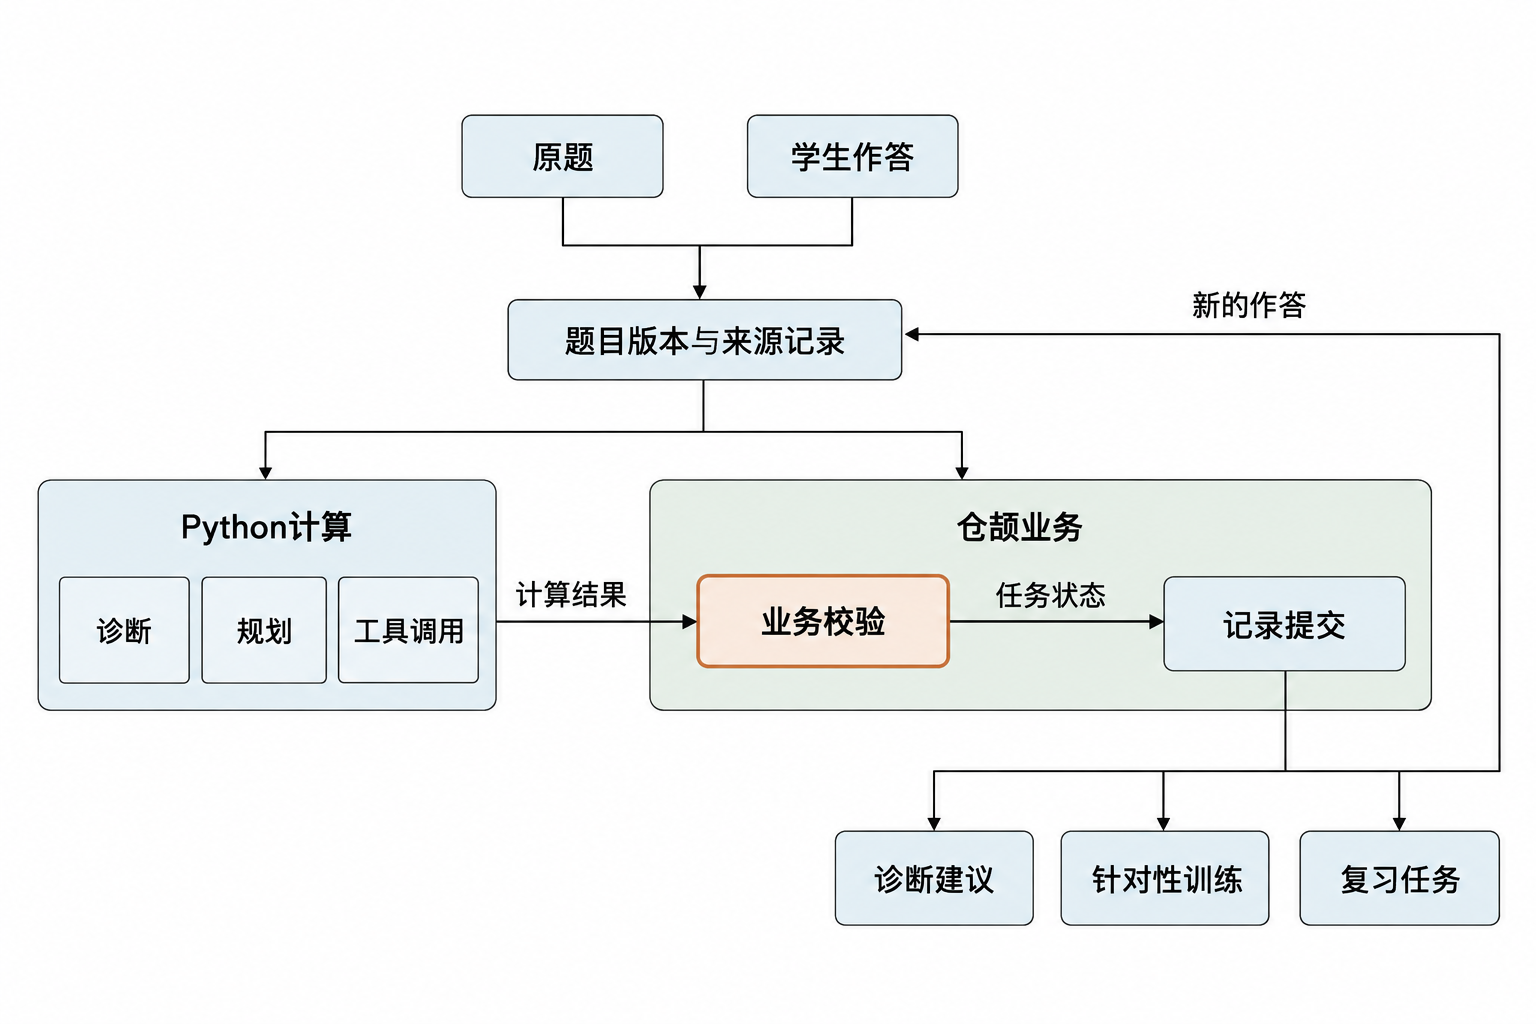 原题
学生作答
新的作答
题目版本与来源记录
Python计算
仓颉业务
诊断
规划
工具调用
计算结果
业务校验
任务状态
记录提交
诊断建议
针对性训练
复习任务